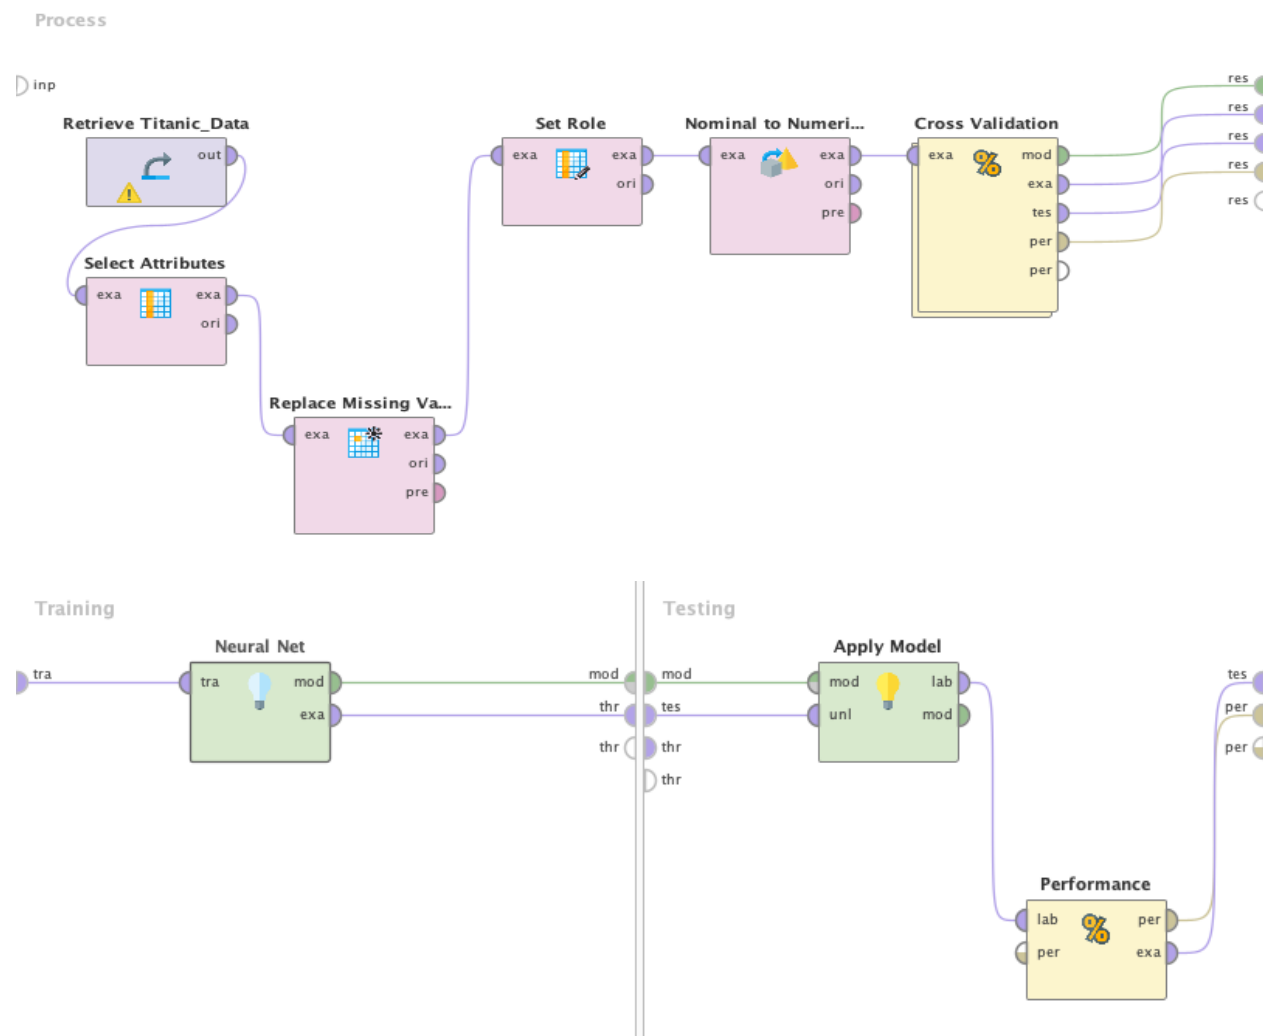 Process
inp
res
res
res
res
res
Retrieve Titanic_Data
out
Set Role
exa
exa
ori
Nominal to Numeri...
exa
exa
ori
pre
Cross Validation
exa
mod
exa
tes
per
per
Select Attributes
exa
exa
ori
Replace Missing Va...
exa
exa
ori
pre
Training
tra
Neural Net
tra
mod
exa
mod
thr
thr
Testing
mod
tes
thr
thr
Apply Model
mod
unl
lab
mod
tes
per
per
Performance
lab
per
per
exa